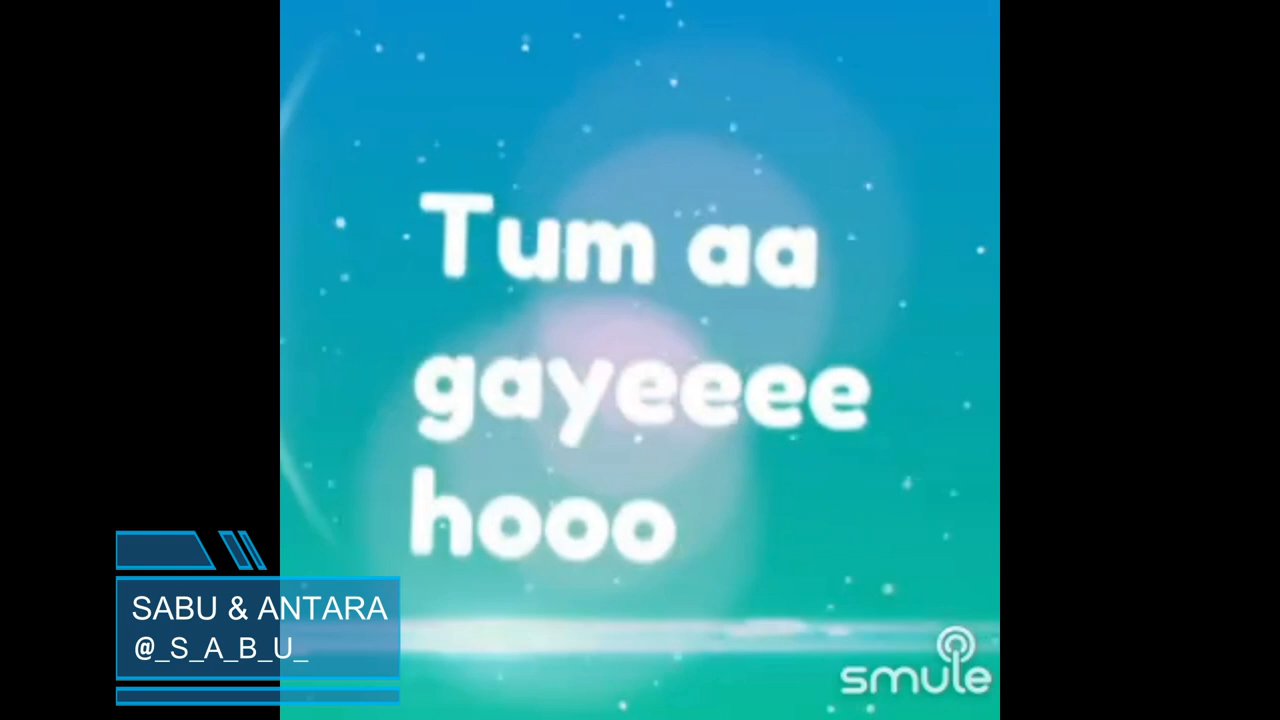 Tum aa
gayeeee
hooo
SABU & ANTARA
@_S_A_B_U_
smule